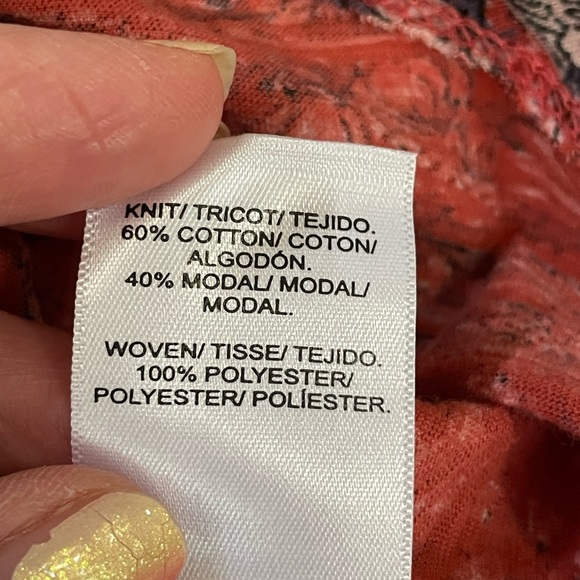 KNIT/ TRICOT/ TEJIDO.
60% COTTON/ COTON/
ALGODÓN.
40% MODAL/ MODAL/
MODAL.
WOVEN/ TISSE/ TEJIDO.
100% POLYESTER/
POLYESTER/ POLÍESTER.